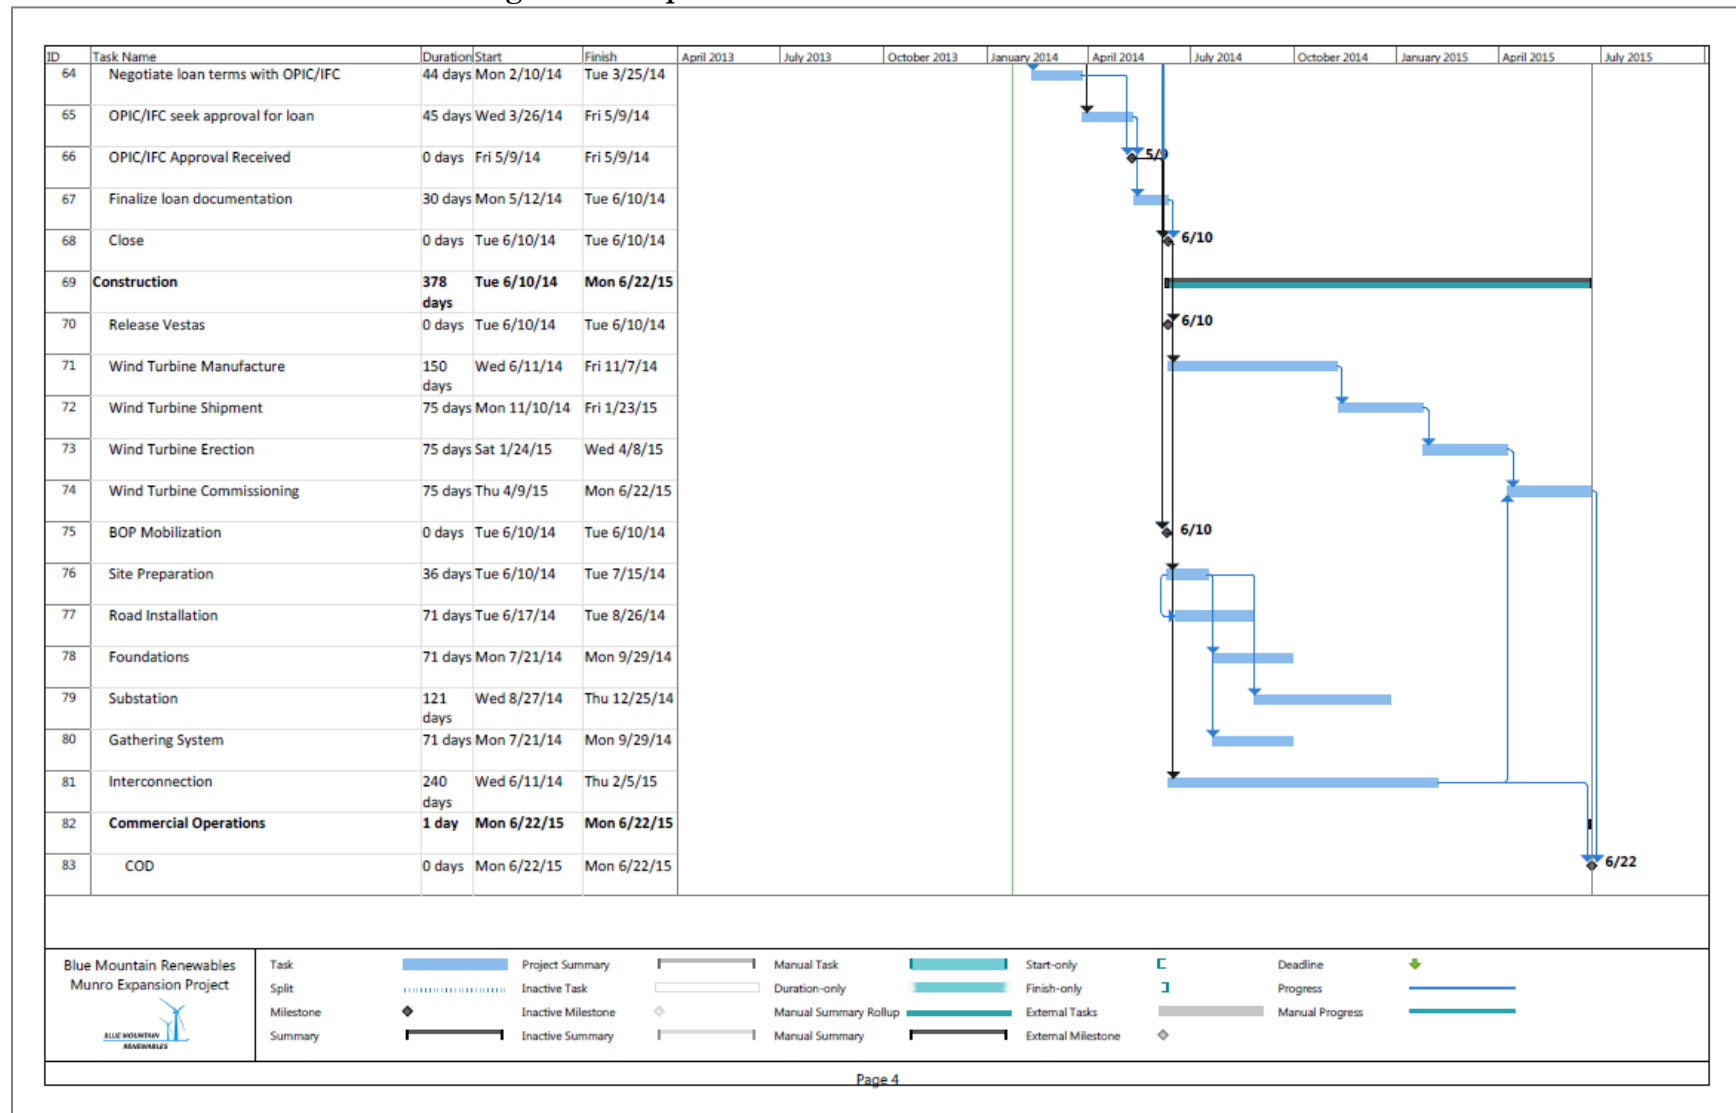 ID Task Name Duration Start Finish April 2013 July 2013 October 2013 January 2014 April 2014 July 2014 October 2014 January 2015 April 2015 July 2015
64 Negotiate loan terms with OPIC/IFC 44 days Mon 2/10/14 Tue 3/25/14
65 OPIC/IFC seek approval for loan 45 days Wed 3/26/14 Fri 5/9/14
66 OPIC/IFC Approval Received 0 days Fri 5/9/14 Fri 5/9/14 5/9
67 Finalize loan documentation 30 days Mon 5/12/14 Tue 6/10/14
68 Close 0 days Tue 6/10/14 Tue 6/10/14 6/10
69 Construction 378 days Tue 6/10/14 Mon 6/22/15
70 Release Vestas 0 days Tue 6/10/14 Tue 6/10/14 6/10
71 Wind Turbine Manufacture 150 days Wed 6/11/14 Fri 11/7/14
72 Wind Turbine Shipment 75 days Mon 11/10/14 Fri 1/23/15
73 Wind Turbine Erection 75 days Sat 1/24/15 Wed 4/8/15
74 Wind Turbine Commissioning 75 days Thu 4/9/15 Mon 6/22/15
75 BOP Mobilization 0 days Tue 6/10/14 Tue 6/10/14 6/10
76 Site Preparation 36 days Tue 6/10/14 Tue 7/15/14
77 Road Installation 71 days Tue 6/17/14 Tue 8/26/14
78 Foundations 71 days Mon 7/21/14 Mon 9/29/14
79 Substation 121 days Wed 8/27/14 Thu 12/25/14
80 Gathering System 71 days Mon 7/21/14 Mon 9/29/14
81 Interconnection 240 days Wed 6/11/14 Thu 2/5/15
82 Commercial Operations 1 day Mon 6/22/15 Mon 6/22/15
83 COD 0 days Mon 6/22/15 Mon 6/22/15 6/22
Blue Mountain Renewables
Munro Expansion Project
BLUE MOUNTAIN
RENEWABLES
Task Project Summary Manual Task Start-only Deadline
Split Inactive Task Duration-only Finish-only Progress
Milestone Inactive Milestone Manual Summary Rollup External Tasks Manual Progress
Summary Inactive Summary Manual Summary External Milestone
Page 4